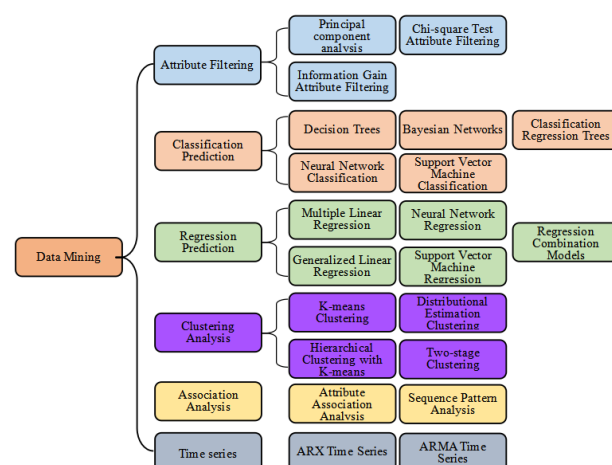 Principal
component
analysis
Chi-square Test
Attribute Filtering
Attribute Filtering
Information Gain
Attribute Filtering
Classification
Prediction
Decision Trees
Bayesian Networks
Classification
Regression Trees
Neural Network
Classification
Support Vector
Machine
Classification
Regression
Prediction
Multiple Linear
Regression
Neural Network
Regression
Regression
Combination
Models
Generalized Linear
Regression
Support Vector
Machine
Regression
Data Mining
Clustering
Analysis
K-means
Clustering
Distributional
Estimation
Clustering
Hierarchical
Clustering with
K-means
Two-stage
Clustering
Association
Analysis
Attribute
Association
Analysis
Sequence Pattern
Analysis
Time series
ARX Time Series
ARMA Time
Series